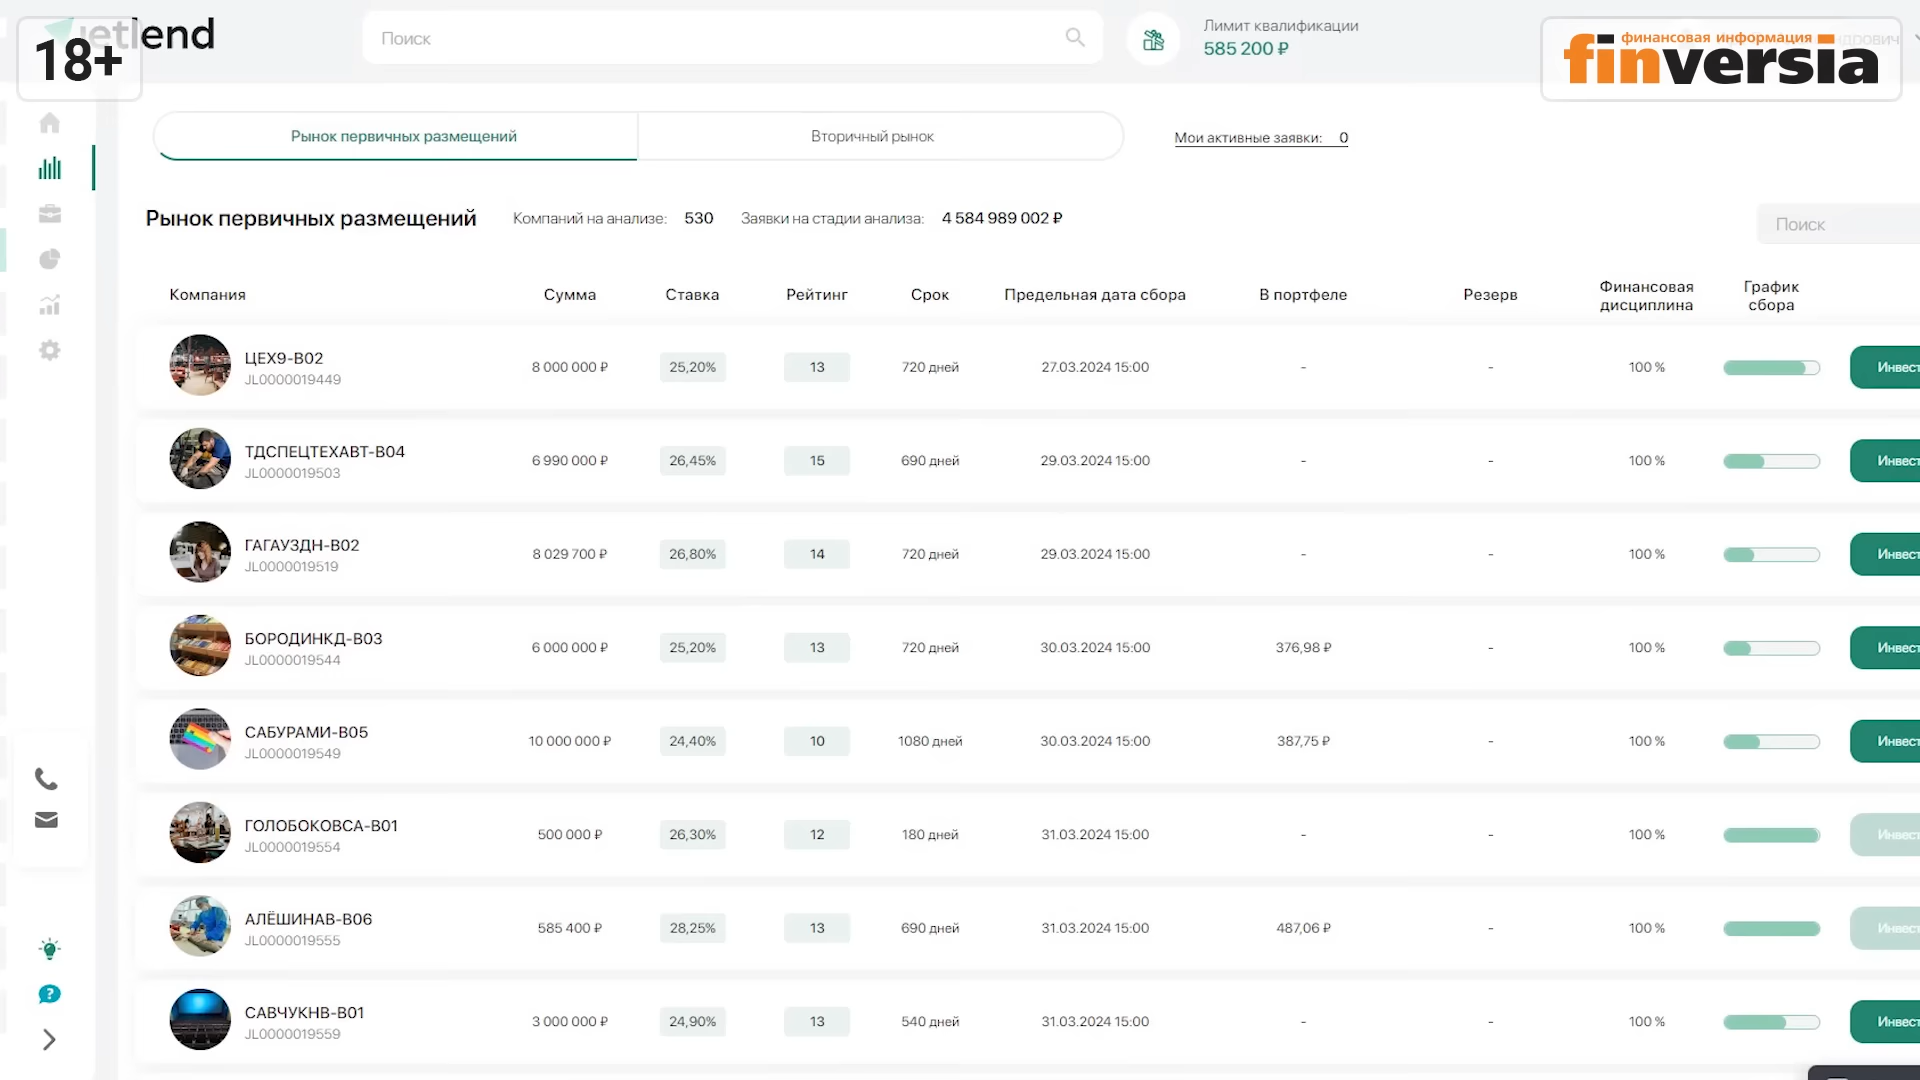 18+
jetlend
Поиск
Лимит квалификации
585 200 ₽
финансовая информация
finversia
Рынок первичных размещений
Вторичный рынок
Мои активные заявки: 0
Рынок первичных размещений
Компаний на анализе: 530
Заявки на стадии анализа: 4 584 989 002 ₽
Поиск
Компания Сумма Ставка Рейтинг Срок Предельная дата сбора В портфеле Резерв Финансовая дисциплина График сбора
ЦЕХ9-В02
JL0000019449
8 000 000 ₽ 25,20% 13 720 дней 27.03.2024 15:00 - - 100 % Инвест
ТДСПЕЦТЕХАВТ-В04
JL0000019503
6 990 000 ₽ 26,45% 15 690 дней 29.03.2024 15:00 - - 100 % Инвест
ГАГАУЗДН-В02
JL0000019519
8 029 700 ₽ 26,80% 14 720 дней 29.03.2024 15:00 - - 100 % Инвест
БОРОДИНКД-В03
JL0000019544
6 000 000 ₽ 25,20% 13 720 дней 30.03.2024 15:00 376,98 ₽ - 100 % Инвест
САБУРАМИ-В05
JL0000019549
10 000 000 ₽ 24,40% 10 1080 дней 30.03.2024 15:00 387,75 ₽ - 100 % Инвест
ГОЛОБОКОВСА-В01
JL0000019554
500 000 ₽ 26,30% 12 180 дней 31.03.2024 15:00 - - 100 % Инвест
АЛЁШИНАВ-В06
JL0000019555
585 400 ₽ 28,25% 13 690 дней 31.03.2024 15:00 487,06 ₽ - 100 % Инвест
САВЧУКНВ-В01
JL0000019559
3 000 000 ₽ 24,90% 13 540 дней 31.03.2024 15:00 - - 100 % Инвест